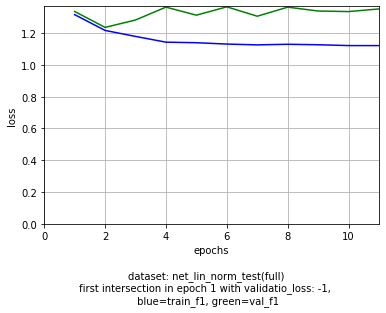 1.2
1.0
0.8
0.6
0.4
0.2
0.0
loss
0 2 4 6 8 10
epochs
dataset: net_lin_norm_test(full)
first intersection in epoch 1 with validatio_loss: -1,
blue=train_f1, green=val_f1